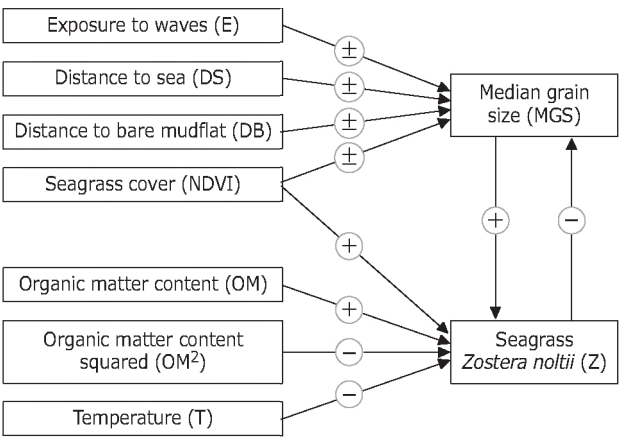 Exposure to waves (E)
Distance to sea (DS)
Distance to bare mudflat (DB)
Seagrass cover (NDVI)
Organic matter content (OM)
Organic matter content
squared (OM²)
Temperature (T)
±
±
±
±
+
+
−
−
Median grain
size (MGS)
+
−
Seagrass
Zostera noltii (Z)